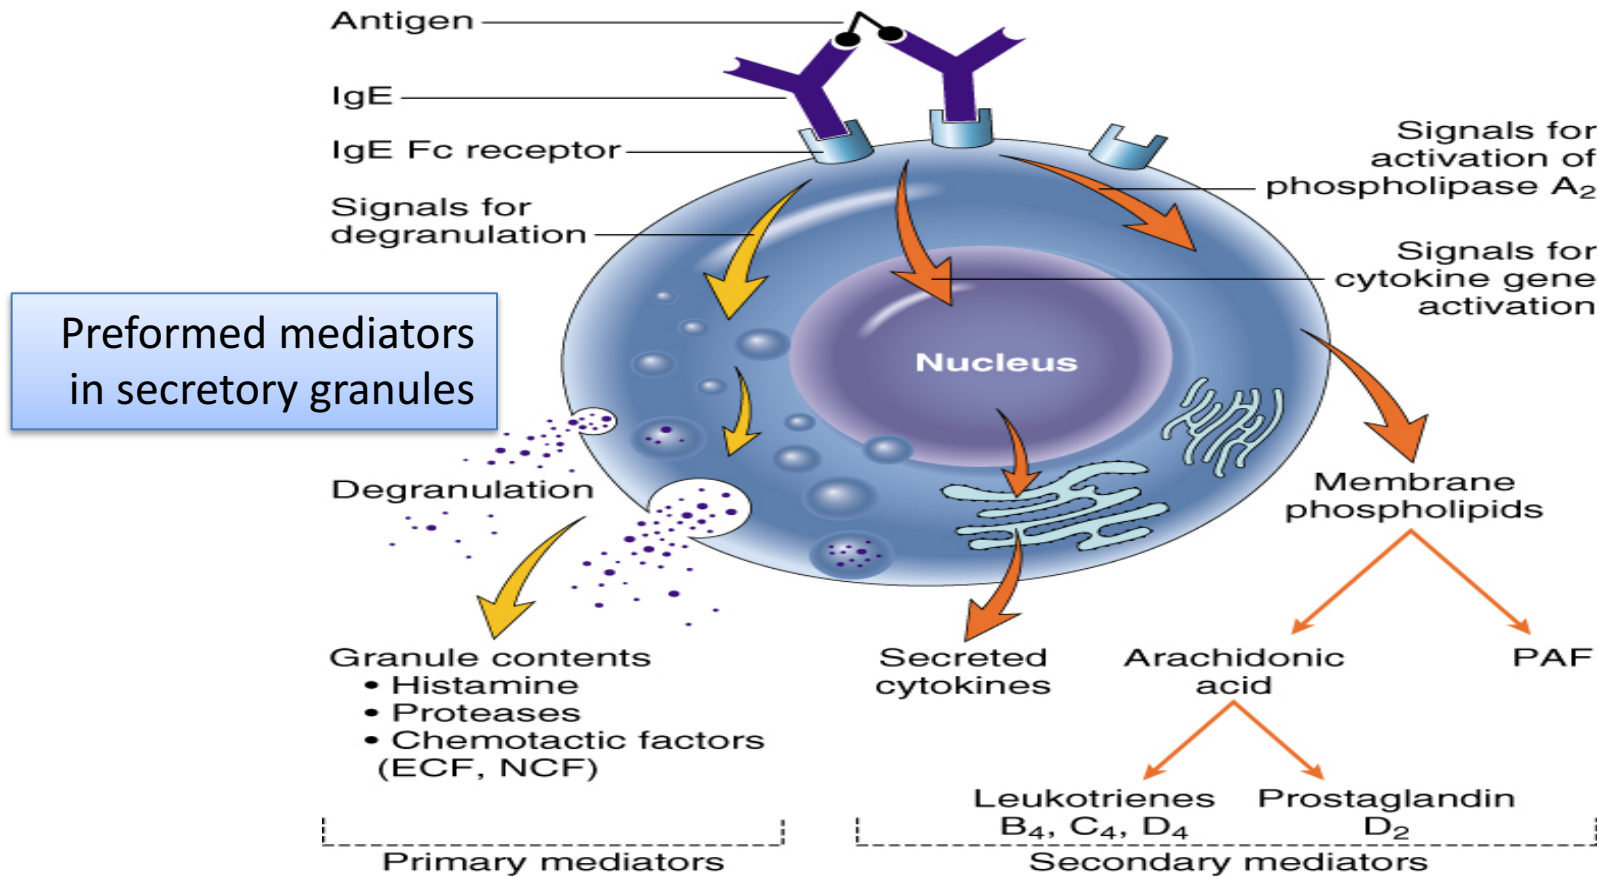 Antigen
IgE
IgE Fc receptor
Signals for
degranulation
Signals for
activation of
phospholipase A₂
Signals for
cytokine gene
activation
Preformed mediators
in secretory granules
Nucleus
Degranulation
Membrane
phospholipids
Granule contents
• Histamine
• Proteases
• Chemotactic factors
(ECF, NCF)
Secreted
cytokines
Arachidonic
acid
PAF
Leukotrienes
B₄, C₄, D₄
Prostaglandin
D₂
Primary mediators
Secondary mediators